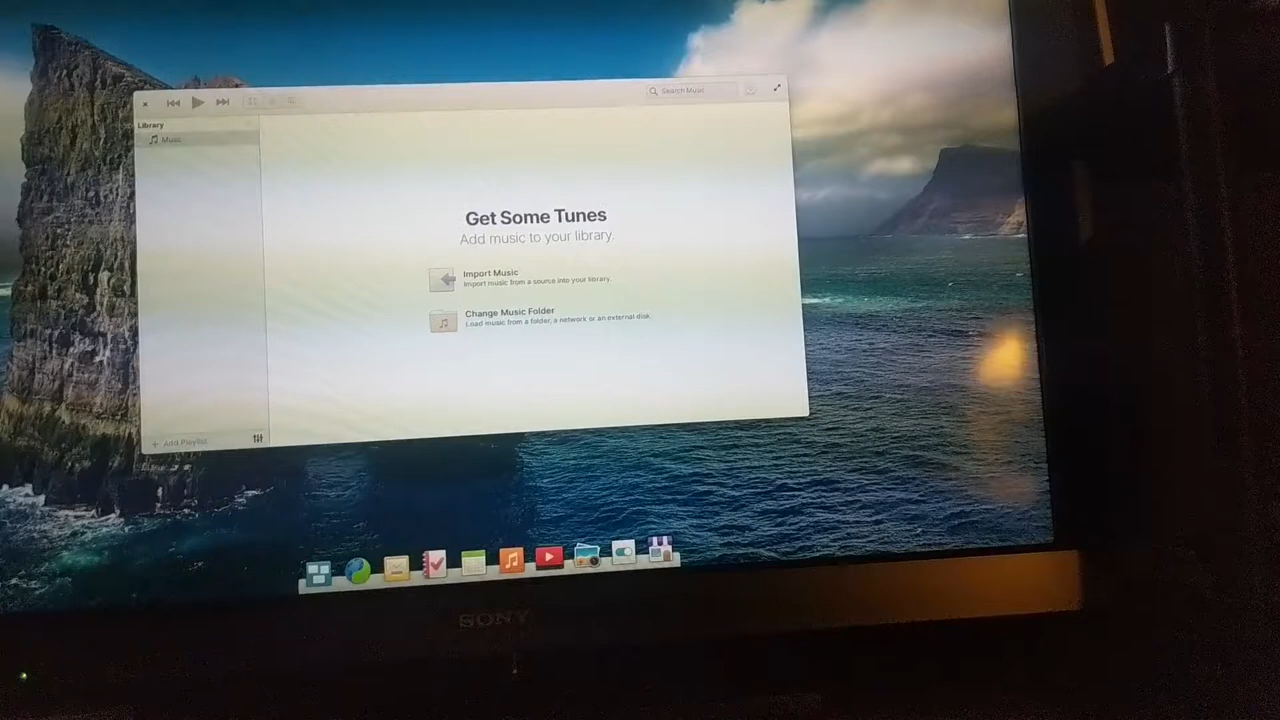 Search Music
Library
Music
Get Some Tunes
Add music to your library.
Import Music
Import music from a source into your library.
Change Music Folder
Load music from a folder, a network or an external disk.
+ Add Playlist
SONY